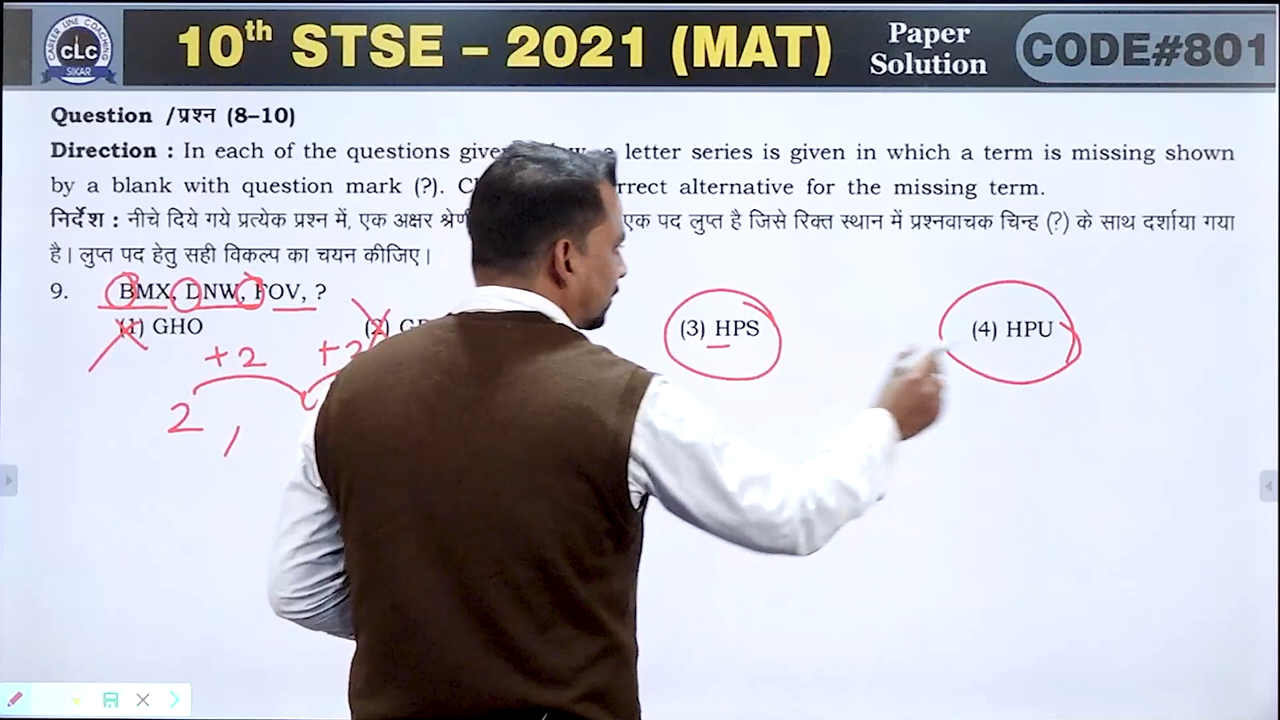 CAREER LINE COACHING
CLC
SIKAR
10th STSE – 2021 (MAT)
Paper
Solution
CODE#801
Question /प्रश्न (8–10)
Direction : In each of the questions letter series is given in which a term is missing shown
by a blank with question mark (?). alternative for the missing term.
निर्देश : नीचे दिये गये प्रत्येक प्रश्न में, एक अक्षर एक पद लुप्त है जिसे रिक्त स्थान में प्रश्नवाचक चिन्ह (?) के साथ दर्शाया गया
है। लुप्त पद हेतु सही विकल्प का चयन कीजिए।
9. BMX, DNW, FOV, ?
(1) GHO (2) (3) HPS (4) HPU
+2 +2
2 ,